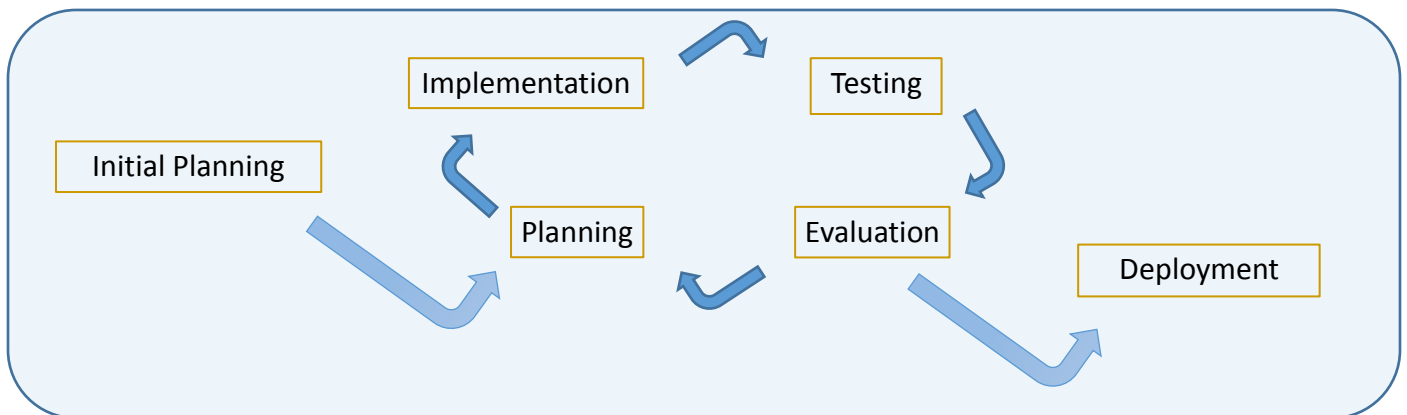 Implementation
Testing
Initial Planning
Planning
Evaluation
Deployment